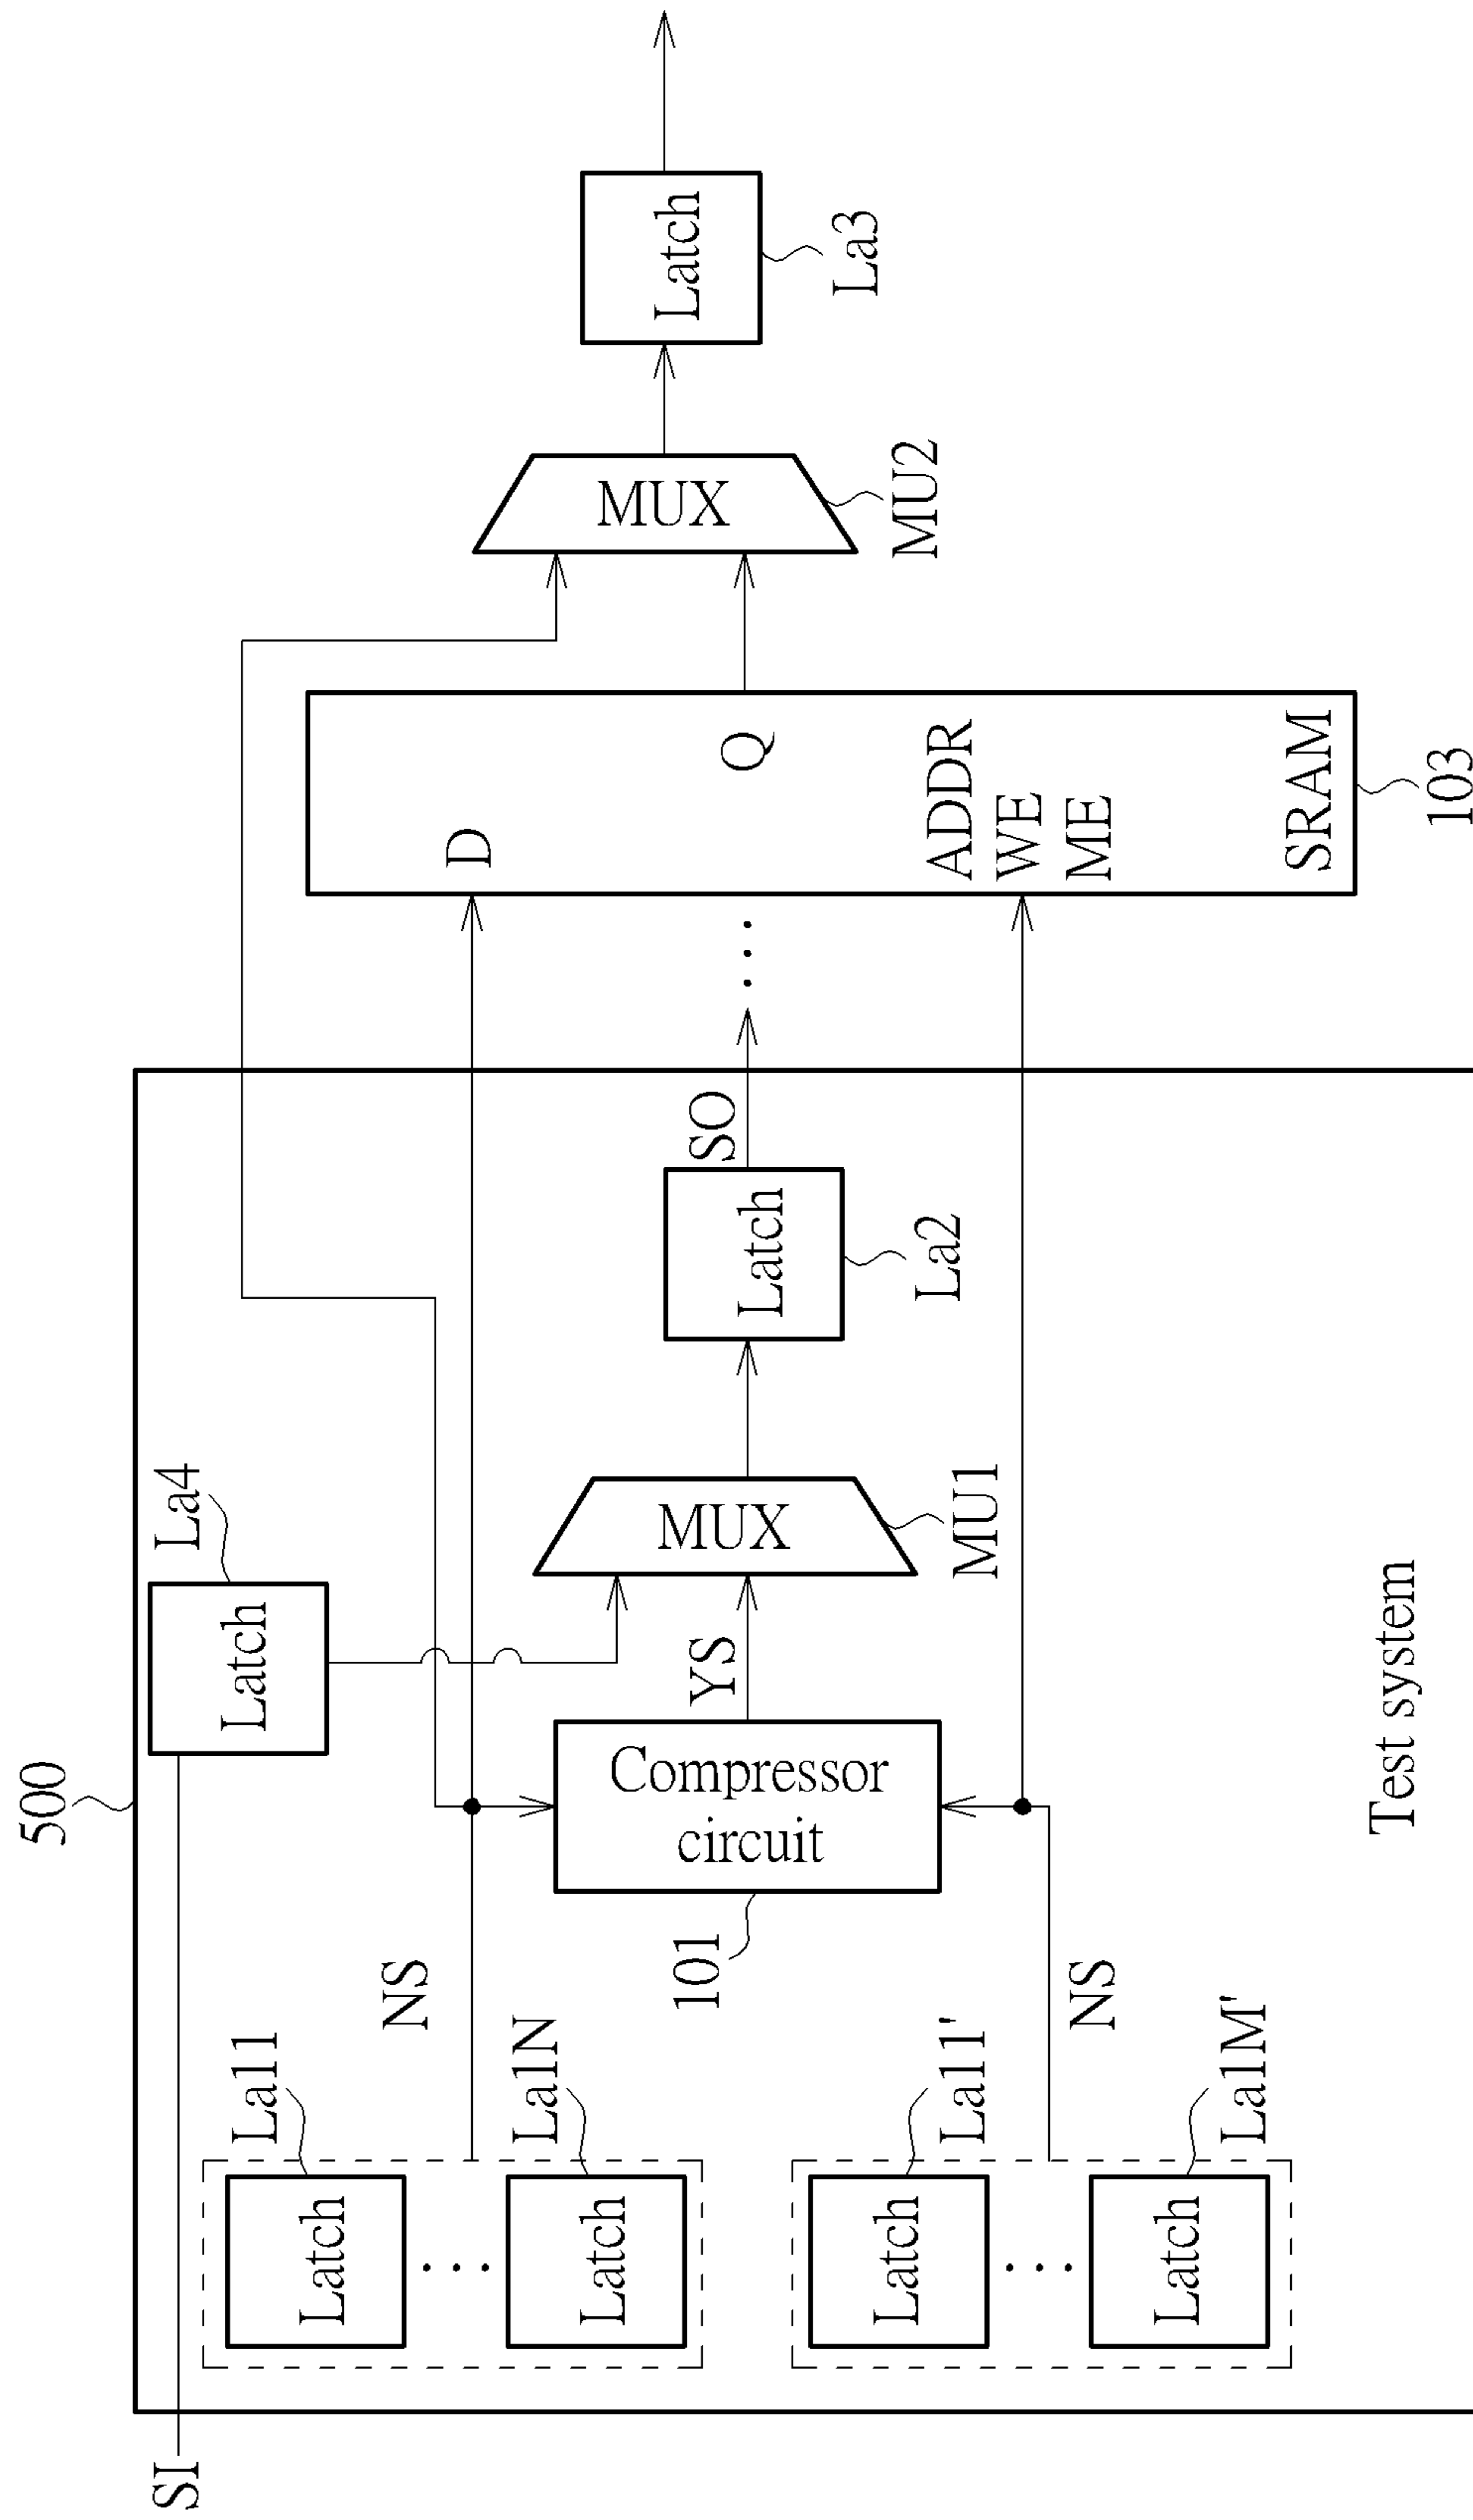 500
SI
Latch
La4
Latch
La11
Latch
La1N
NS
Latch
La11'
Latch
La1M'
NS
Compressor
circuit
101
YS
MUX
MU1
Latch
La2
SO
Test system
D
Q
ADDR
WE
ME
SRAM
103
MUX
MU2
Latch
La3